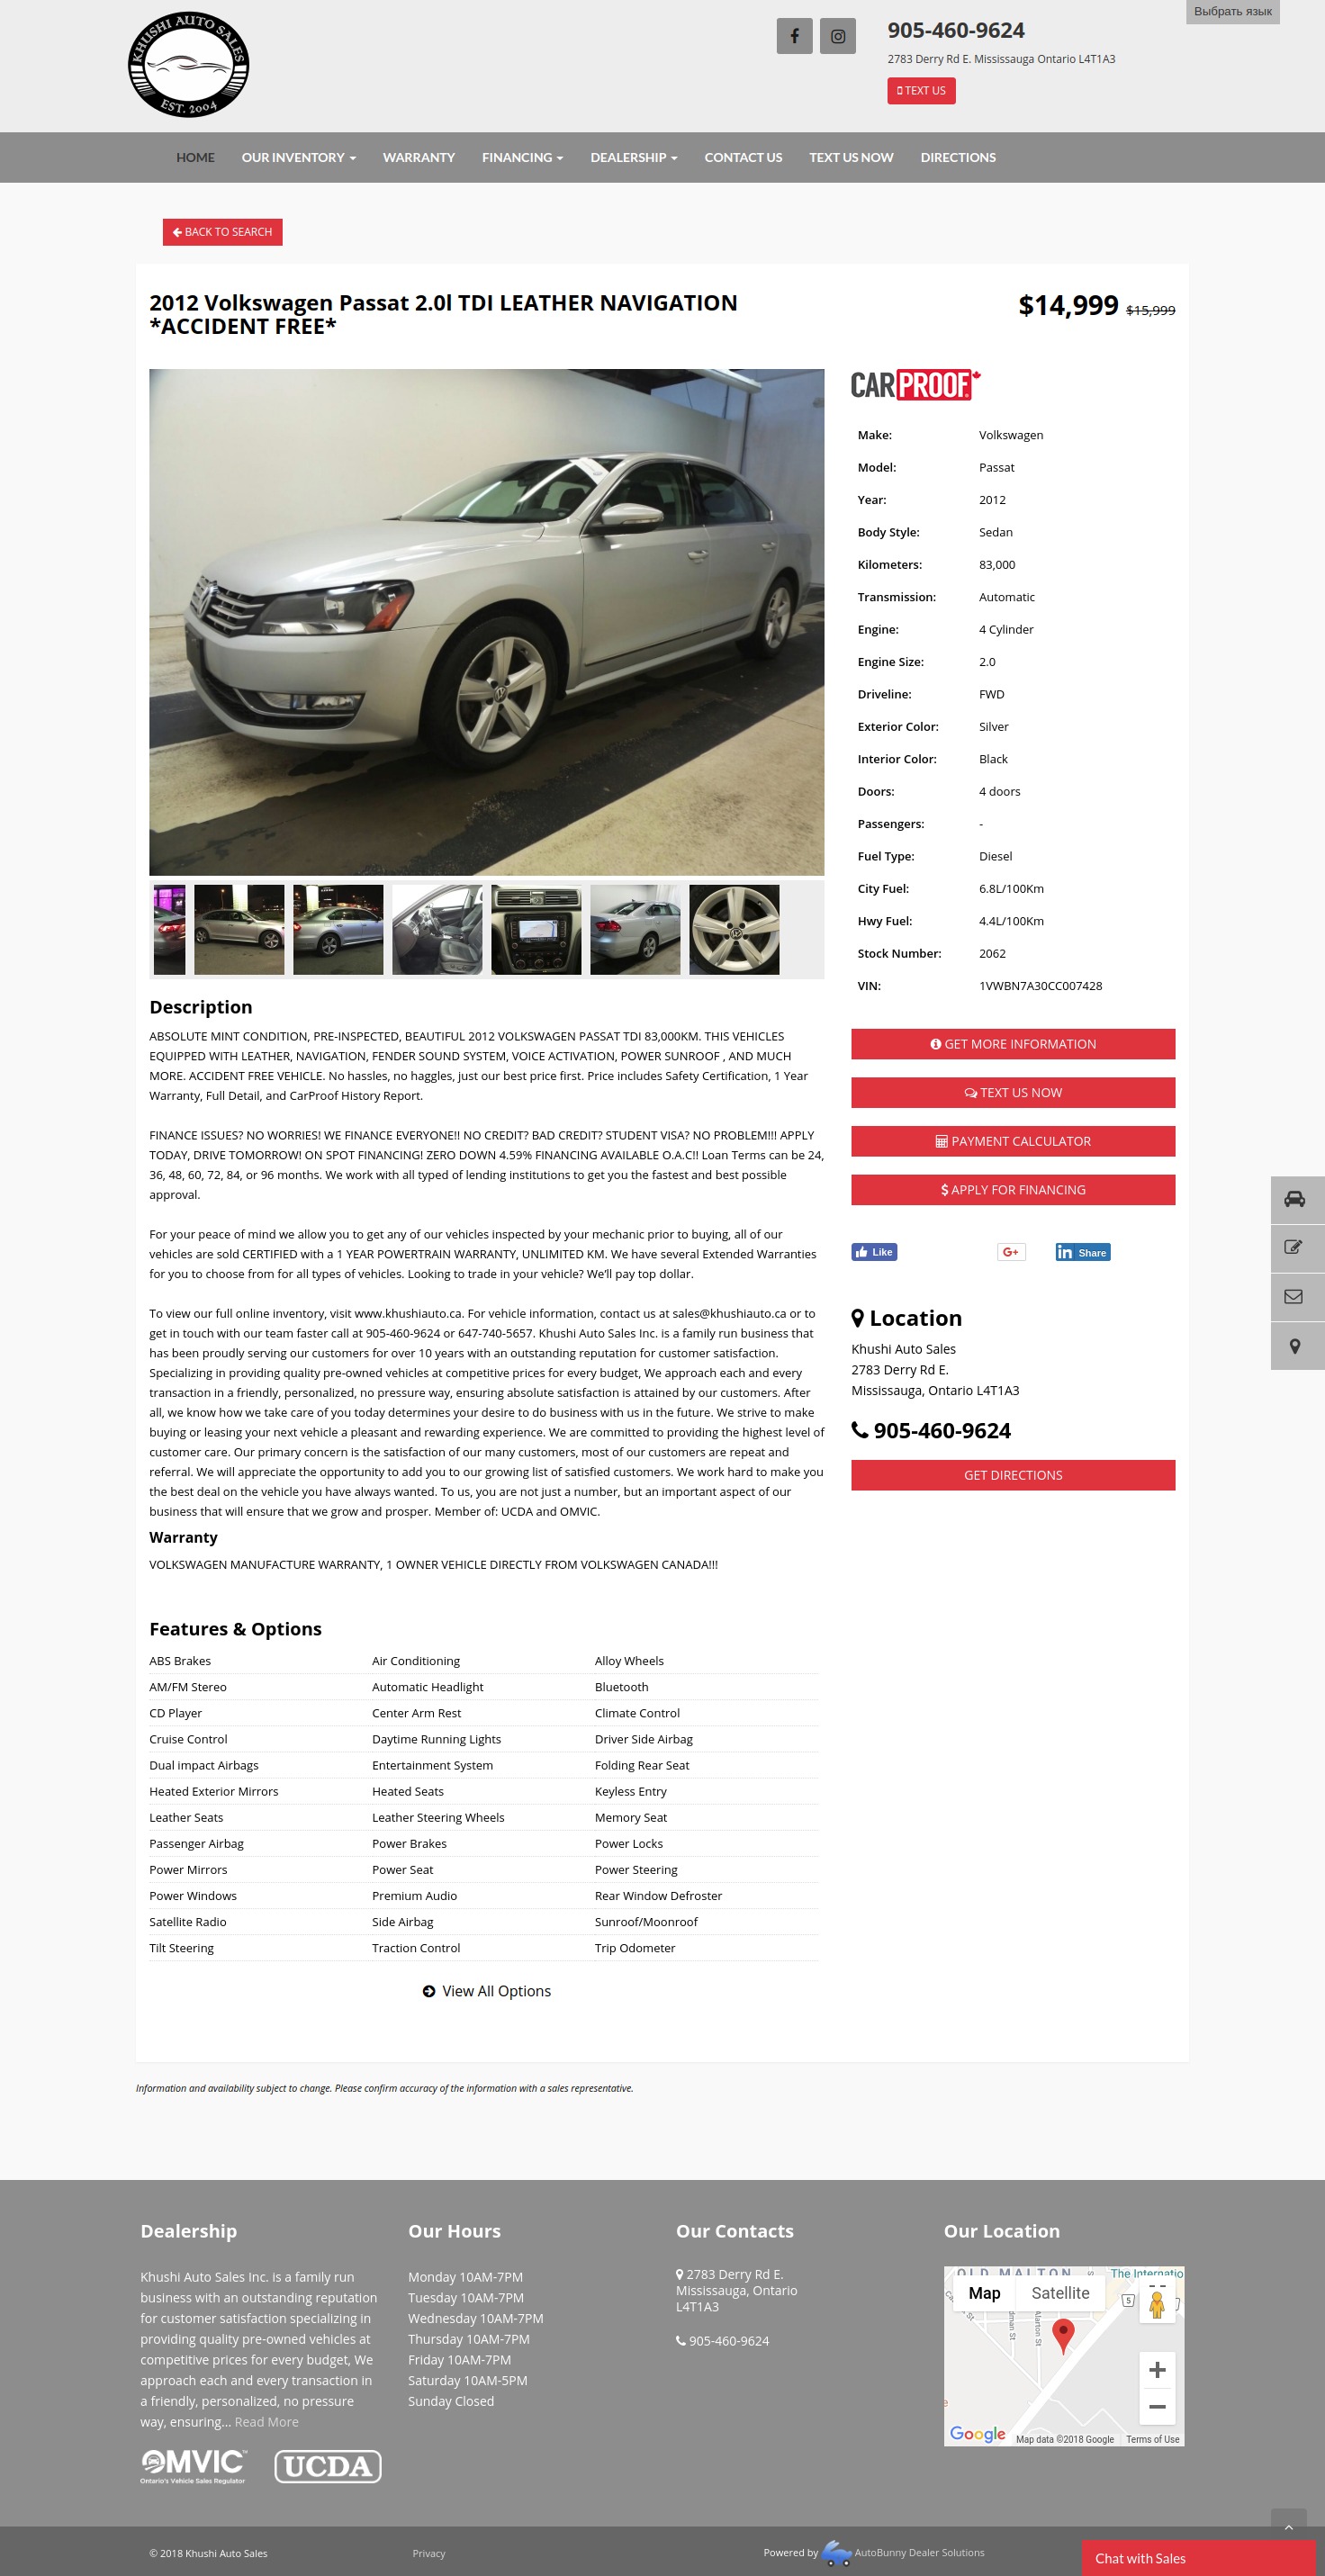 Выбрать язык
KHUSHI AUTO SALES
EST. 2004
905-460-9624
2783 Derry Rd E. Mississauga Ontario L4T1A3
TEXT US
HOME OUR INVENTORY WARRANTY FINANCING DEALERSHIP CONTACT US TEXT US NOW DIRECTIONS
BACK TO SEARCH
2012 Volkswagen Passat 2.0l TDI LEATHER NAVIGATION
*ACCIDENT FREE*
$14,999 $15,999
CARPROOF
Make: Volkswagen
Model: Passat
Year: 2012
Body Style: Sedan
Kilometers: 83,000
Transmission: Automatic
Engine: 4 Cylinder
Engine Size: 2.0
Driveline: FWD
Exterior Color: Silver
Interior Color: Black
Doors: 4 doors
Passengers: -
Fuel Type: Diesel
City Fuel: 6.8L/100Km
Hwy Fuel: 4.4L/100Km
Stock Number: 2062
VIN: 1VWBN7A30CC007428
GET MORE INFORMATION
TEXT US NOW
PAYMENT CALCULATOR
$ APPLY FOR FINANCING
Like
G+
in Share
Location
Khushi Auto Sales
2783 Derry Rd E.
Mississauga, Ontario L4T1A3
905-460-9624
GET DIRECTIONS
Description
ABSOLUTE MINT CONDITION, PRE-INSPECTED, BEAUTIFUL 2012 VOLKSWAGEN PASSAT TDI 83,000KM. THIS VEHICLES
EQUIPPED WITH LEATHER, NAVIGATION, FENDER SOUND SYSTEM, VOICE ACTIVATION, POWER SUNROOF , AND MUCH
MORE. ACCIDENT FREE VEHICLE. No hassles, no haggles, just our best price first. Price includes Safety Certification, 1 Year
Warranty, Full Detail, and CarProof History Report.
FINANCE ISSUES? NO WORRIES! WE FINANCE EVERYONE!! NO CREDIT? BAD CREDIT? STUDENT VISA? NO PROBLEM!!! APPLY
TODAY, DRIVE TOMORROW! ON SPOT FINANCING! ZERO DOWN 4.59% FINANCING AVAILABLE O.A.C!! Loan Terms can be 24,
36, 48, 60, 72, 84, or 96 months. We work with all typed of lending institutions to get you the fastest and best possible
approval.
For your peace of mind we allow you to get any of our vehicles inspected by your mechanic prior to buying, all of our
vehicles are sold CERTIFIED with a 1 YEAR POWERTRAIN WARRANTY, UNLIMITED KM. We have several Extended Warranties
for you to choose from for all types of vehicles. Looking to trade in your vehicle? We'll pay top dollar.
To view our full online inventory, visit www.khushiauto.ca. For vehicle information, contact us at sales@khushiauto.ca or to
get in touch with our team faster call at 905-460-9624 or 647-740-5657. Khushi Auto Sales Inc. is a family run business that
has been proudly serving our customers for over 10 years with an outstanding reputation for customer satisfaction.
Specializing in providing quality pre-owned vehicles at competitive prices for every budget, We approach each and every
transaction in a friendly, personalized, no pressure way, ensuring absolute satisfaction is attained by our customers. After
all, we know how we take care of you today determines your desire to do business with us in the future. We strive to make
buying or leasing your next vehicle a pleasant and rewarding experience. We are committed to providing the highest level of
customer care. Our primary concern is the satisfaction of our many customers, most of our customers are repeat and
referral. We will appreciate the opportunity to add you to our growing list of satisfied customers. We work hard to make you
the best deal on the vehicle you have always wanted. To us, you are not just a number, but an important aspect of our
business that will ensure that we grow and prosper. Member of: UCDA and OMVIC.
Warranty
VOLKSWAGEN MANUFACTURE WARRANTY, 1 OWNER VEHICLE DIRECTLY FROM VOLKSWAGEN CANADA!!!
Features & Options
ABS Brakes Air Conditioning Alloy Wheels
AM/FM Stereo Automatic Headlight Bluetooth
CD Player Center Arm Rest Climate Control
Cruise Control Daytime Running Lights Driver Side Airbag
Dual impact Airbags Entertainment System Folding Rear Seat
Heated Exterior Mirrors Heated Seats Keyless Entry
Leather Seats Leather Steering Wheels Memory Seat
Passenger Airbag Power Brakes Power Locks
Power Mirrors Power Seat Power Steering
Power Windows Premium Audio Rear Window Defroster
Satellite Radio Side Airbag Sunroof/Moonroof
Tilt Steering Traction Control Trip Odometer
View All Options
Information and availability subject to change. Please confirm accuracy of the information with a sales representative.
Dealership
Khushi Auto Sales Inc. is a family run
business with an outstanding reputation
for customer satisfaction specializing in
providing quality pre-owned vehicles at
competitive prices for every budget, We
approach each and every transaction in
a friendly, personalized, no pressure
way, ensuring... Read More
OMVIC™
Ontario's Vehicle Sales Regulator
UCDA
Our Hours
Monday 10AM-7PM
Tuesday 10AM-7PM
Wednesday 10AM-7PM
Thursday 10AM-7PM
Friday 10AM-7PM
Saturday 10AM-5PM
Sunday Closed
Our Contacts
2783 Derry Rd E.
Mississauga, Ontario
L4T1A3
905-460-9624
Our Location
OLD MALTON
The Internatio
Map Satellite
5
Alarton St
Google
Map data ©2018 Google Terms of Use
© 2018 Khushi Auto Sales Privacy Powered by AutoBunny Dealer Solutions
Chat with Sales